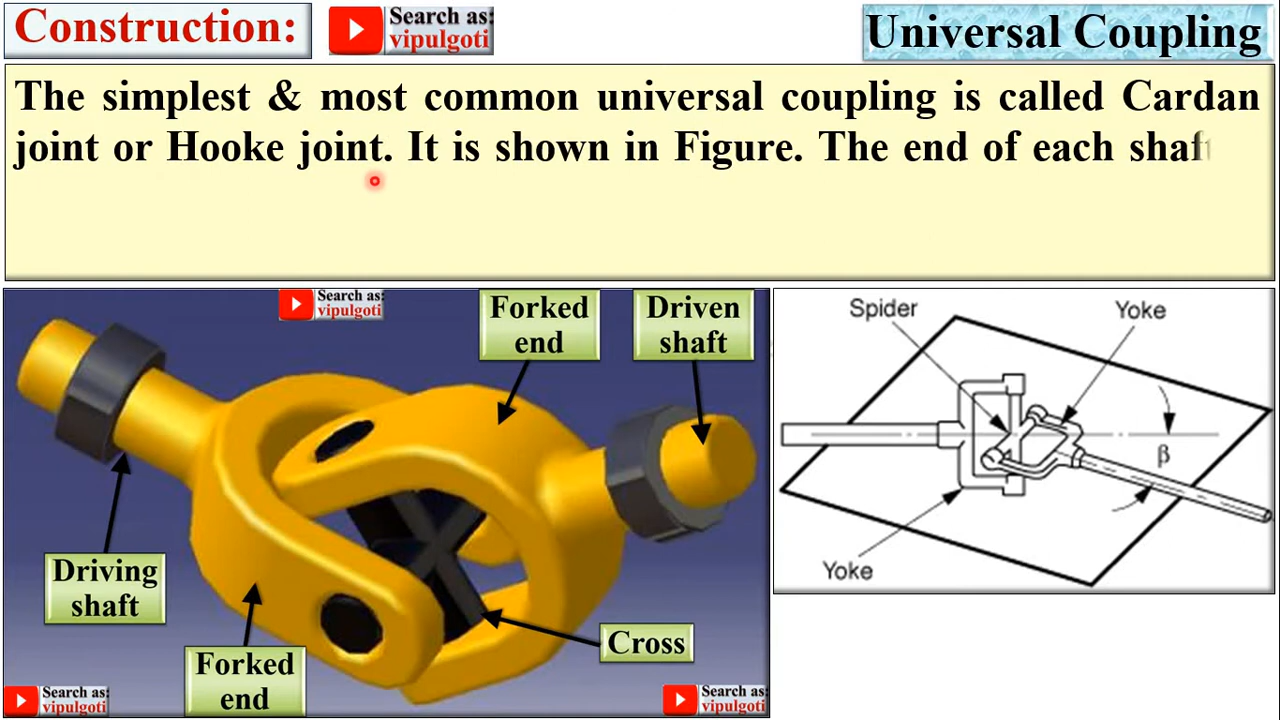 Construction:
Search as:
vipulgoti
Universal Coupling
The simplest & most common universal coupling is called Cardan
joint or Hooke joint. It is shown in Figure. The end of each shaft
Search as:
vipulgoti
Forked
end
Driven
shaft
Driving
shaft
Forked
end
Cross
Search as:
vipulgoti
Search as:
vipulgoti
Spider
Yoke
β
Yoke